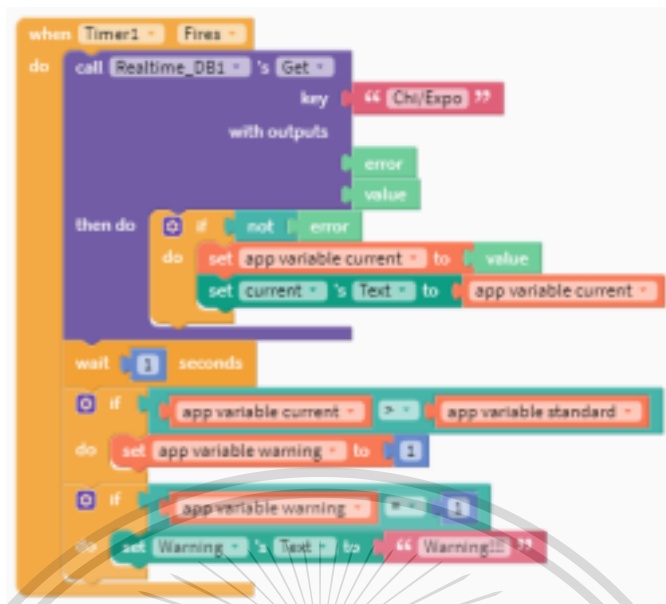 when Timer1 Fires
do call Realtime_DB1 's Get
key “ Chi/Expo ”
with outputs
error
value
then do if not error
do set app variable current to value
set current 's Text to app variable current
wait 1 seconds
if app variable current > app variable standard
do set app variable warning to 1
if app variable warning = 1
do set Warning 's Text to “ Warning!!! ”